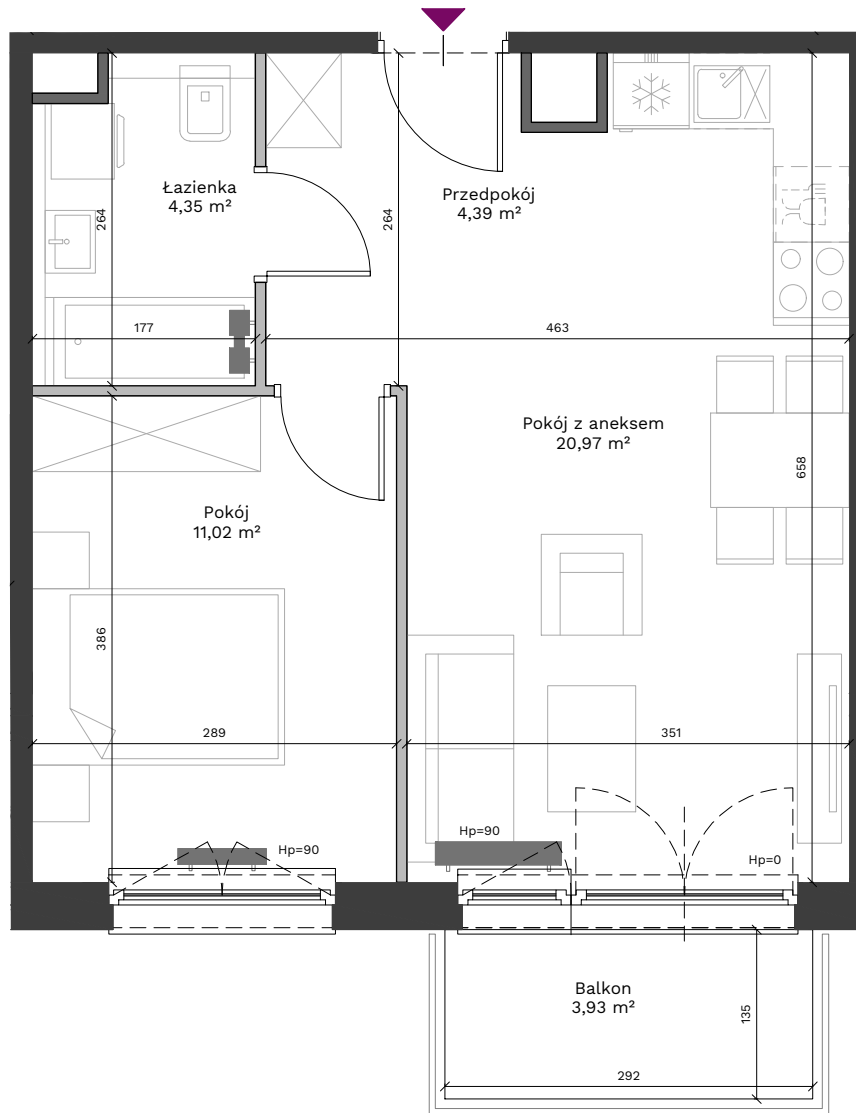 Łazienka
4,35 m²
Przedpokój
4,39 m²
264
264
177
463
Pokój z aneksem
20,97 m²
658
Pokój
11,02 m²
386
289
351
Hp=90
Hp=90
Hp=0
Balkon
3,93 m²
135
292